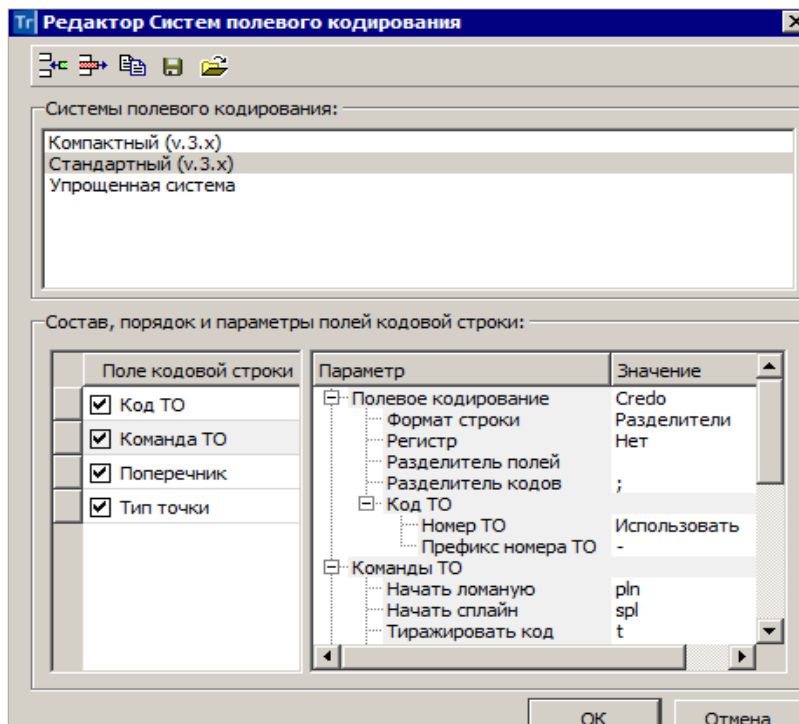 Tr Редактор Систем полевого кодирования
Системы полевого кодирования:
Компактный (v.3.x)
Стандартный (v.3.x)
Упрощенная система
Состав, порядок и параметры полей кодовой строки:
Поле кодовой строки
Код ТО
Команда ТО
Поперечник
Тип точки
Параметр Значение
Полевое кодирование Credo
Формат строки Разделители
Регистр Нет
Разделитель полей
Разделитель кодов ;
Код ТО
Номер ТО Использовать
Префикс номера ТО -
Команды ТО
Начать ломаную pln
Начать сплайн spl
Тиражировать код t
OK Отмена